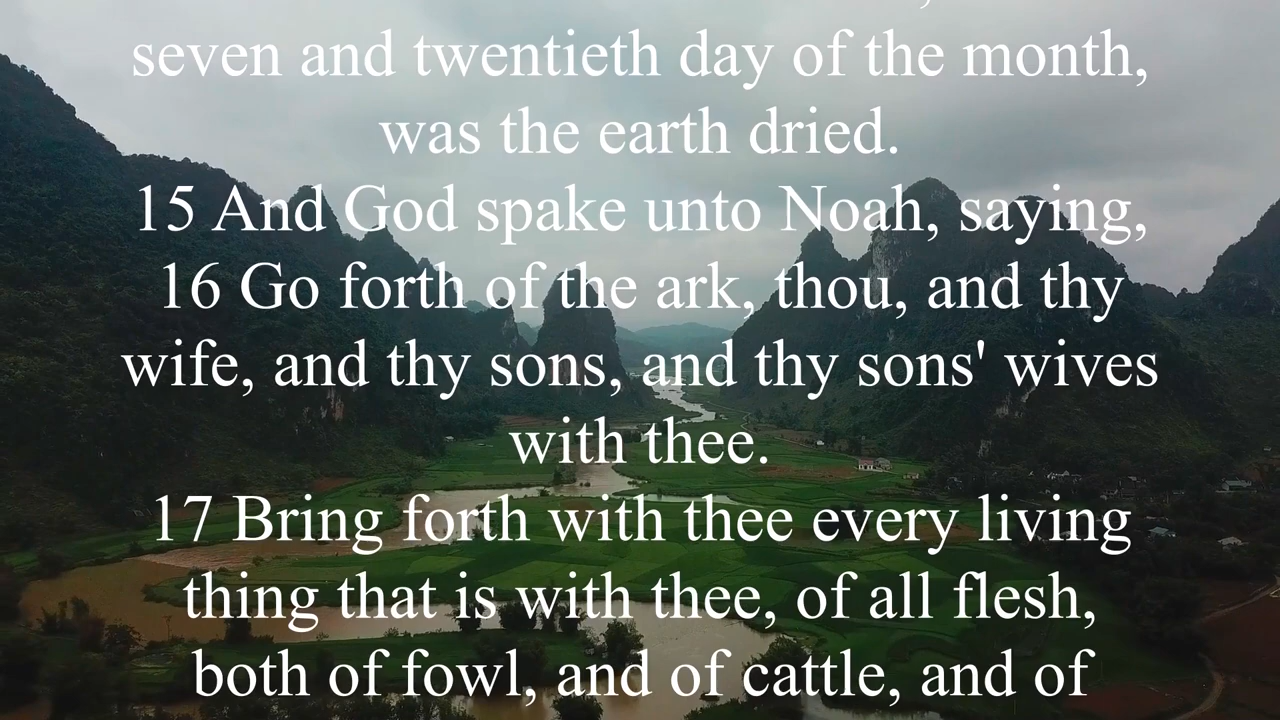 seven and twentieth day of the month,
was the earth dried.
15 And God spake unto Noah, saying,
16 Go forth of the ark, thou, and thy
wife, and thy sons, and thy sons' wives
with thee.
17 Bring forth with thee every living
thing that is with thee, of all flesh,
both of fowl, and of cattle, and of